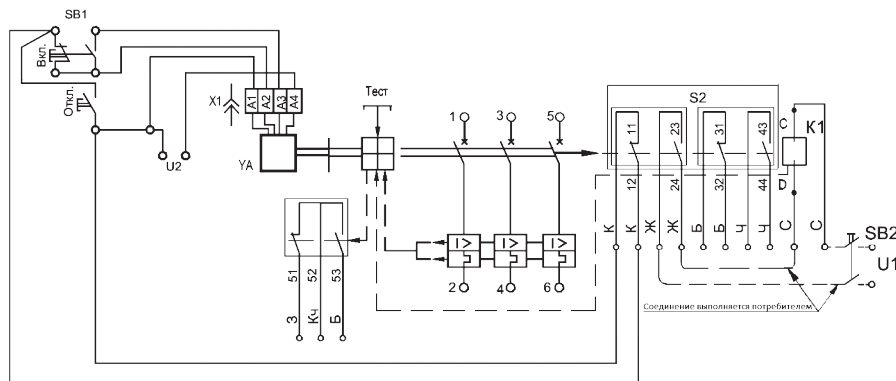 SB1
Вкл.
Откл.
U2
X1
A1 A2 A3 A4
YA
Тест
1 3 5
2 4 6
51 52 53
З Кч Б
S2
11 23 31 43
12 24 32 44
C
D
K1
К К Ж Ж Б Б Ч Ч С С
SB2
U1
Соединение выполняется потребителем
I> I> I>